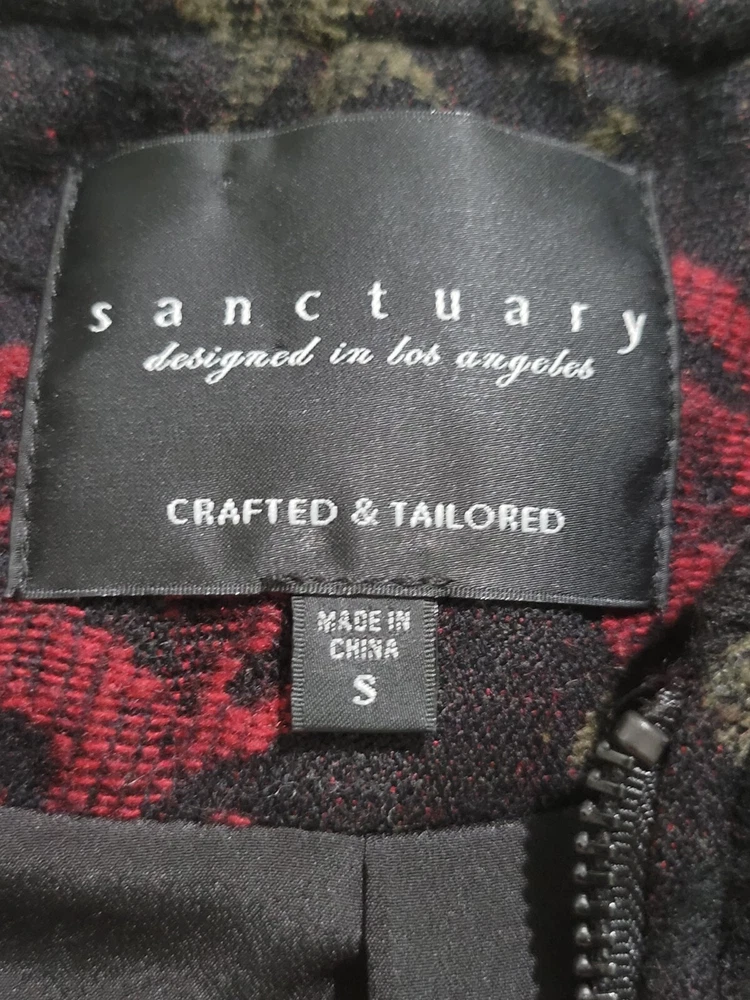 sanctuary
designed in los angeles
CRAFTED & TAILORED
MADE IN
CHINA
S